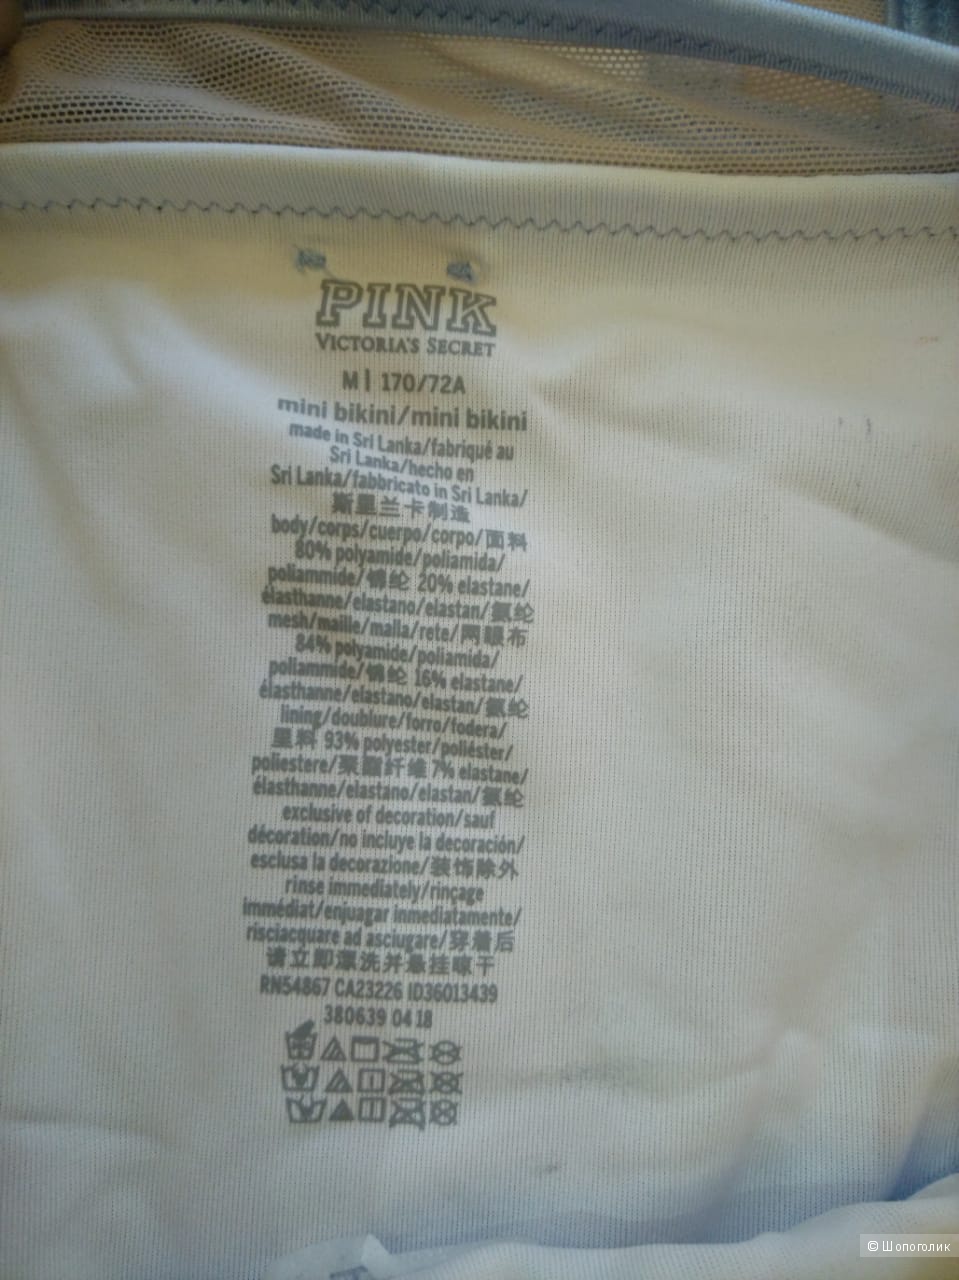 PINK
VICTORIA'S SECRET
M | 170/72A
mini bikini/mini bikini
made in Sri Lanka/fabriqué au
Sri Lanka/hecho en
Sri Lanka/fabbricato in Sri Lanka/
斯里兰卡制造
body/corps/cuerpo/corpo/面料
80% polyamide/poliamida/
poliammide/锦纶 20% elastane/
élasthanne/elastano/elastan/氨纶
mesh/maille/malla/rete/网眼布
84% polyamide/poliamida/
poliammide/锦纶 16% elastane/
élasthanne/elastano/elastan/氨纶
lining/doublure/forro/fodera/
里料 93% polyester/poliéster/
poliestere/聚酯纤维 7% elastane/
élasthanne/elastano/elastan/氨纶
exclusive of decoration/sauf
décoration/no incluye la decoración/
esclusa la decorazione/装饰除外
rinse immediately/rinçage
immédiat/enjuagar inmediatamente/
risciacquare ad asciugare/穿着后
请立即漂洗并悬挂晾干
RN54867 CA23226 ID36013439
380639 04 18
© Шопоголик